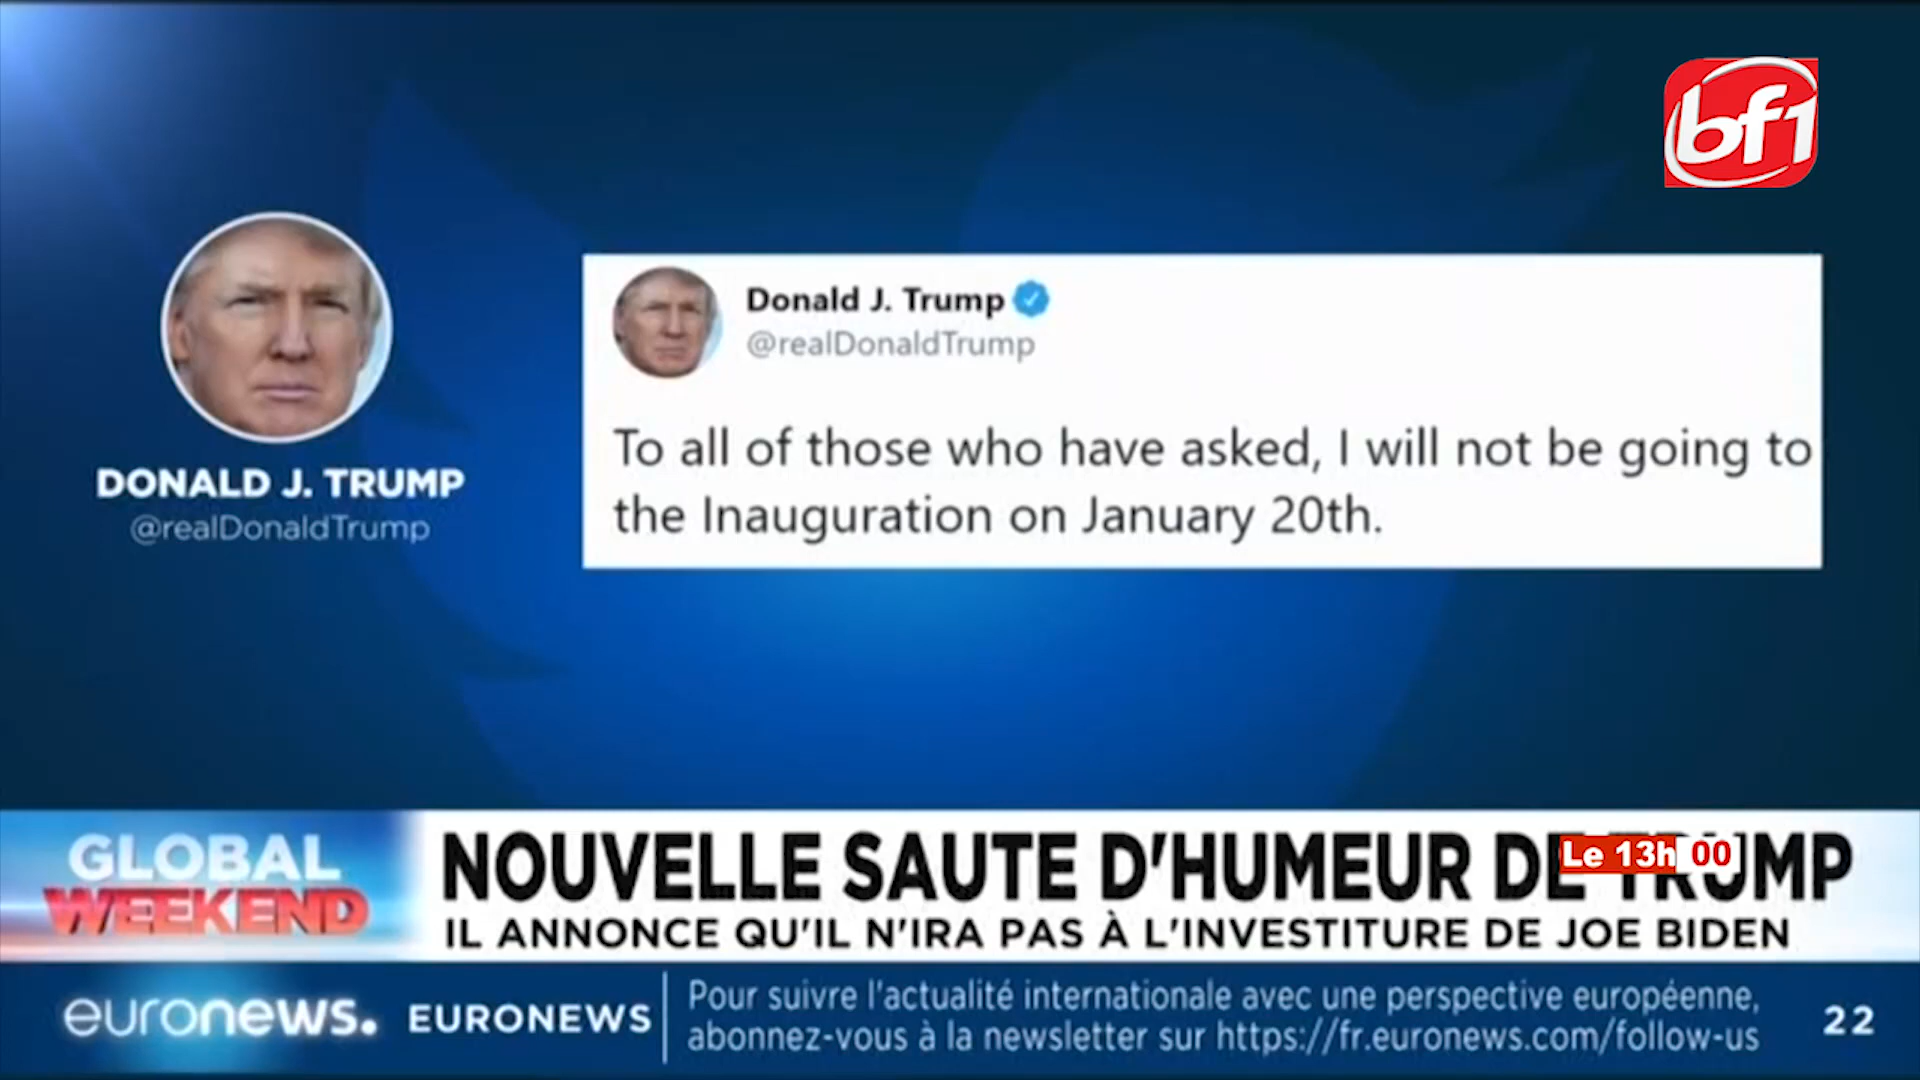 bf1
Donald J. Trump
@realDonaldTrump
To all of those who have asked, I will not be going to
the Inauguration on January 20th.
DONALD J. TRUMP
@realDonaldTrump
GLOBAL
WEEKEND
NOUVELLE SAUTE D'HUMEUR DE TRUMP
Le 13h 00
IL ANNONCE QU'IL N'IRA PAS À L'INVESTITURE DE JOE BIDEN
euronews.
EURONEWS
Pour suivre l'actualité internationale avec une perspective européenne,
abonnez-vous à la newsletter sur https://fr.euronews.com/follow-us
22